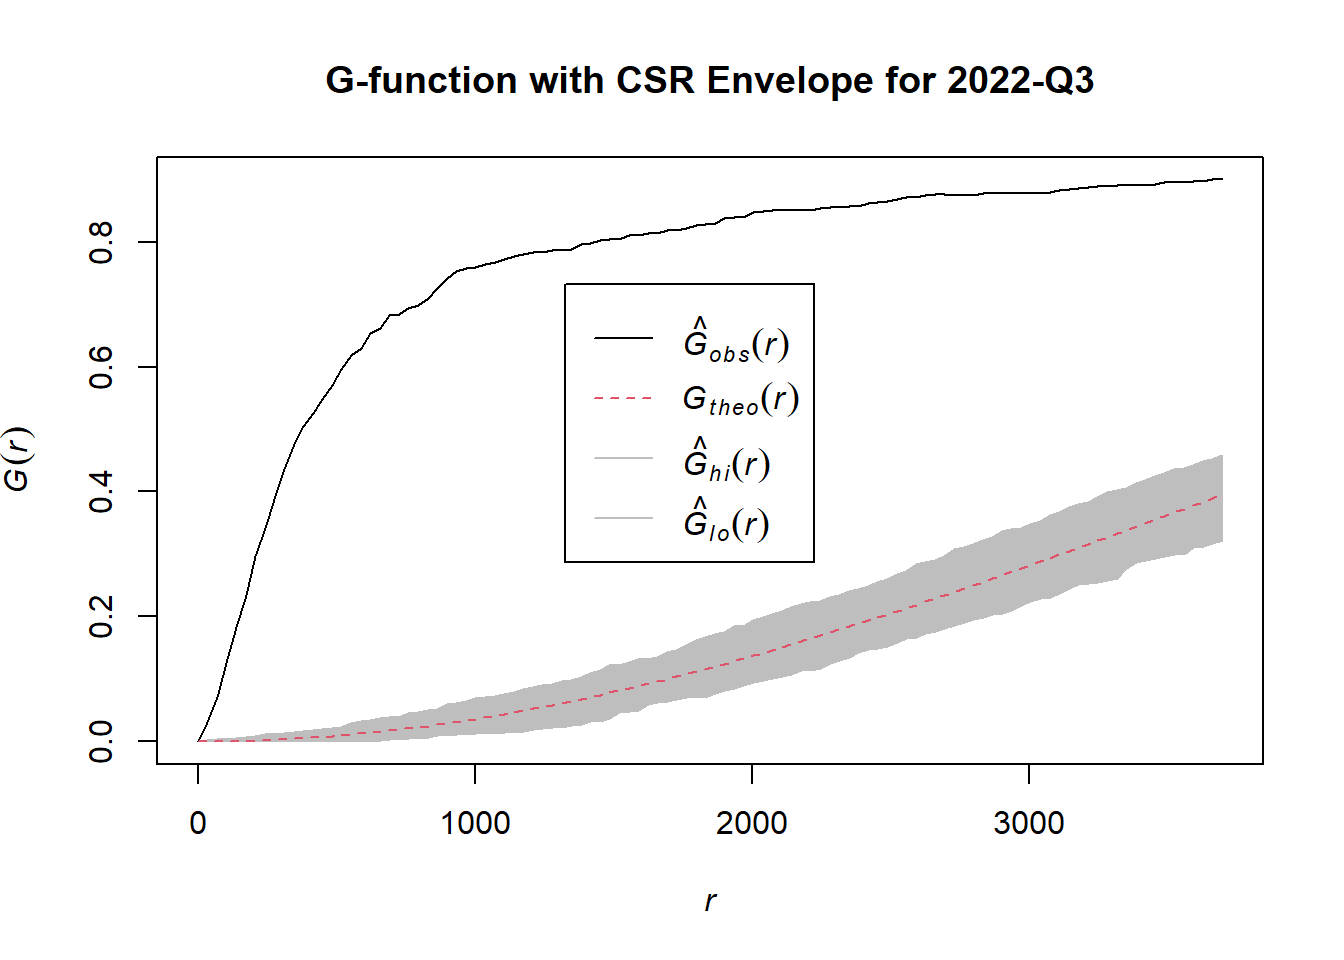 G-function with CSR Envelope for 2022-Q3
G(r)
0.8
0.6
0.4
0.2
0.0
Ĝobs(r)
Gtheo(r)
Ĝhi(r)
Ĝlo(r)
0 1000 2000 3000
r